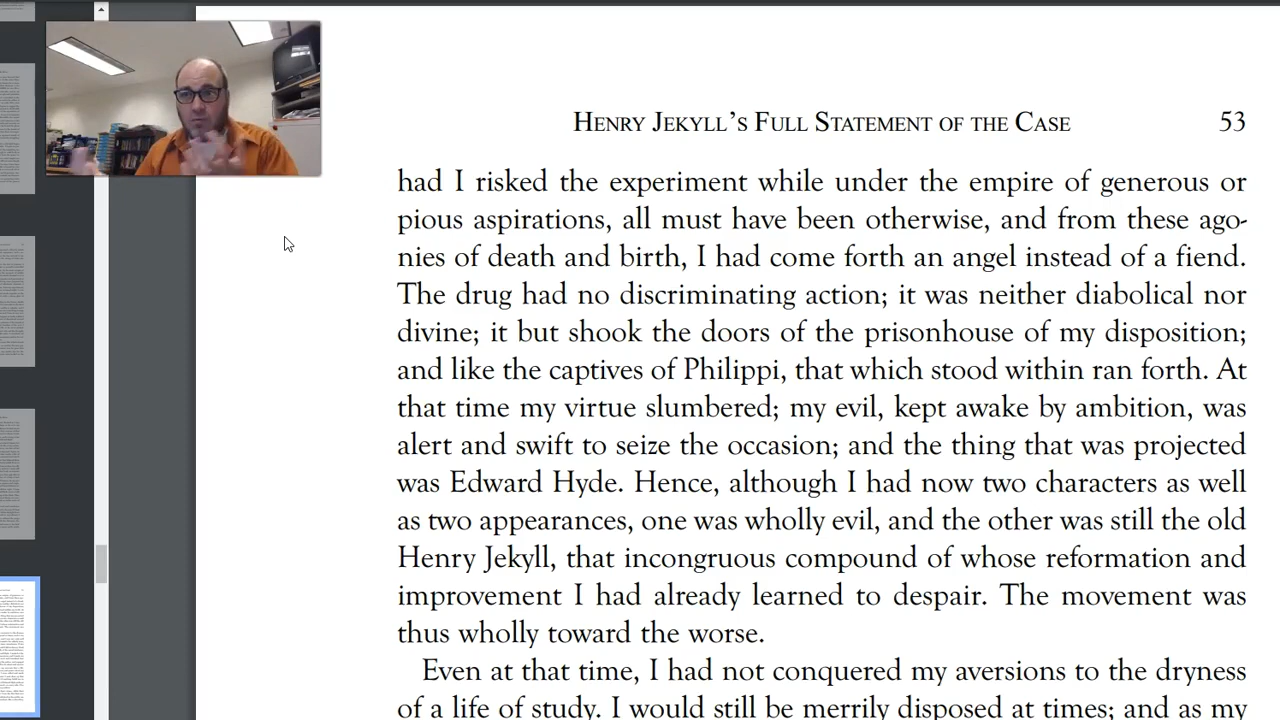 HENRY JEKYLL'S FULL STATEMENT OF THE CASE 53
had I risked the experiment while under the empire of generous or
pious aspirations, all must have been otherwise, and from these ago-
nies of death and birth, I had come forth an angel instead of a fiend.
The drug had no discriminating action; it was neither diabolical nor
divine; it but shook the doors of the prisonhouse of my disposition;
and like the captives of Philippi, that which stood within ran forth. At
that time my virtue slumbered; my evil, kept awake by ambition, was
alert and swift to seize the occasion; and the thing that was projected
was Edward Hyde. Hence, although I had now two characters as well
as two appearances, one was wholly evil, and the other was still the old
Henry Jekyll, that incongruous compound of whose reformation and
improvement I had already learned to despair. The movement was
thus wholly toward the worse.
Even at that time, I had not conquered my aversions to the dryness
of a life of study. I would still be merrily disposed at times; and as my